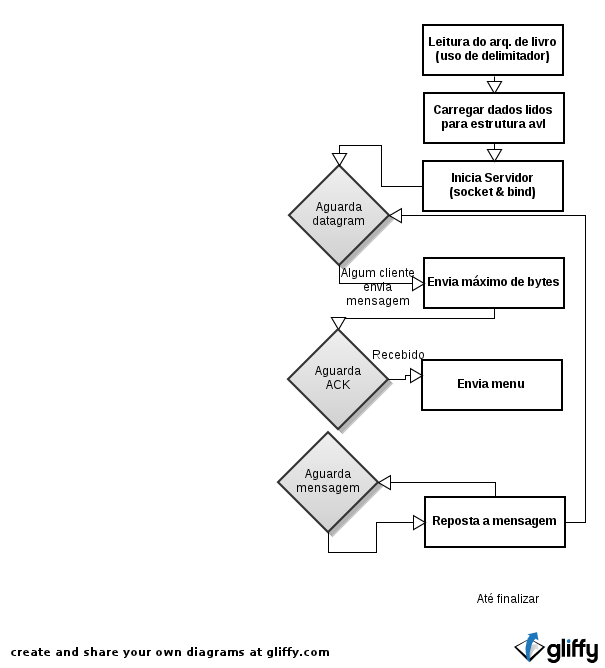 Leitura do arq. de livro
(uso de delimitador)
Carregar dados lidos
para estrutura avl
Inicia Servidor
(socket & bind)
Aguarda
datagram
Algum cliente
envia
mensagem
Envia máximo de bytes
Recebido
Aguarda
ACK
Envia menu
Aguarda
mensagem
Reposta a mensagem
Até finalizar
create and share your own diagrams at gliffy.com
gliffy